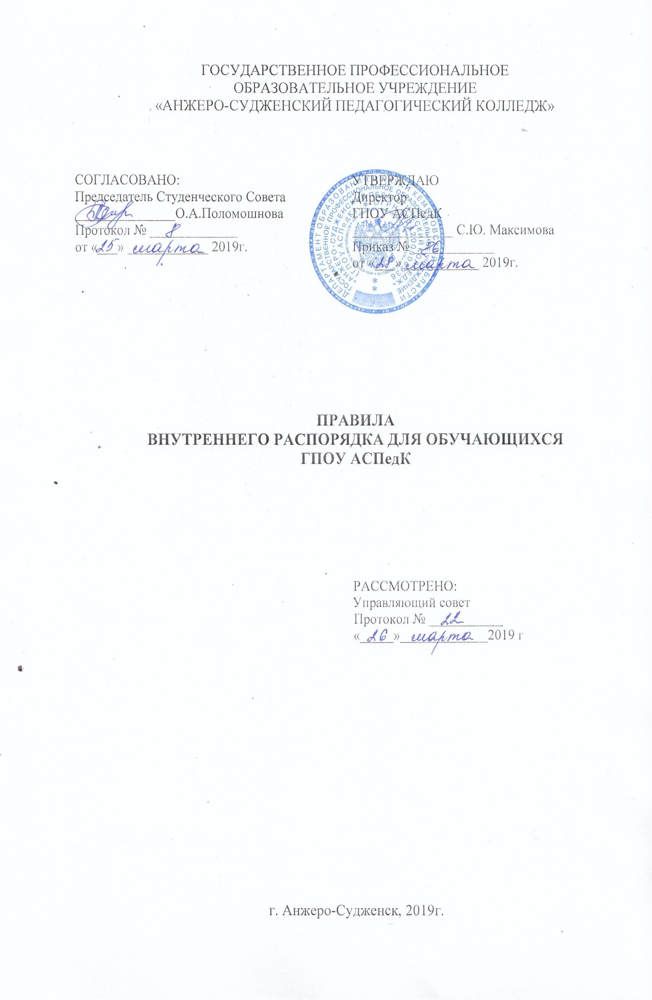 ГОСУДАРСТВЕННОЕ ПРОФЕССИОНАЛЬНОЕ
ОБРАЗОВАТЕЛЬНОЕ УЧРЕЖДЕНИЕ
«АНЖЕРО-СУДЖЕНСКИЙ ПЕДАГОГИЧЕСКИЙ КОЛЛЕДЖ»
СОГЛАСОВАНО:
Председатель Студенческого Совета
О.А.Поломошнова
Протокол № 8
от «25» марта 2019г.
УТВЕРЖДАЮ
Директор
ГПОУ АСПедК
С.Ю. Максимова
Приказ № 86
от «28» марта 2019г.
ПРАВИЛА
ВНУТРЕННЕГО РАСПОРЯДКА ДЛЯ ОБУЧАЮЩИХСЯ
ГПОУ АСПедК
РАССМОТРЕНО:
Управляющий совет
Протокол № 22
«26» марта 2019 г
г. Анжеро-Судженск, 2019г.